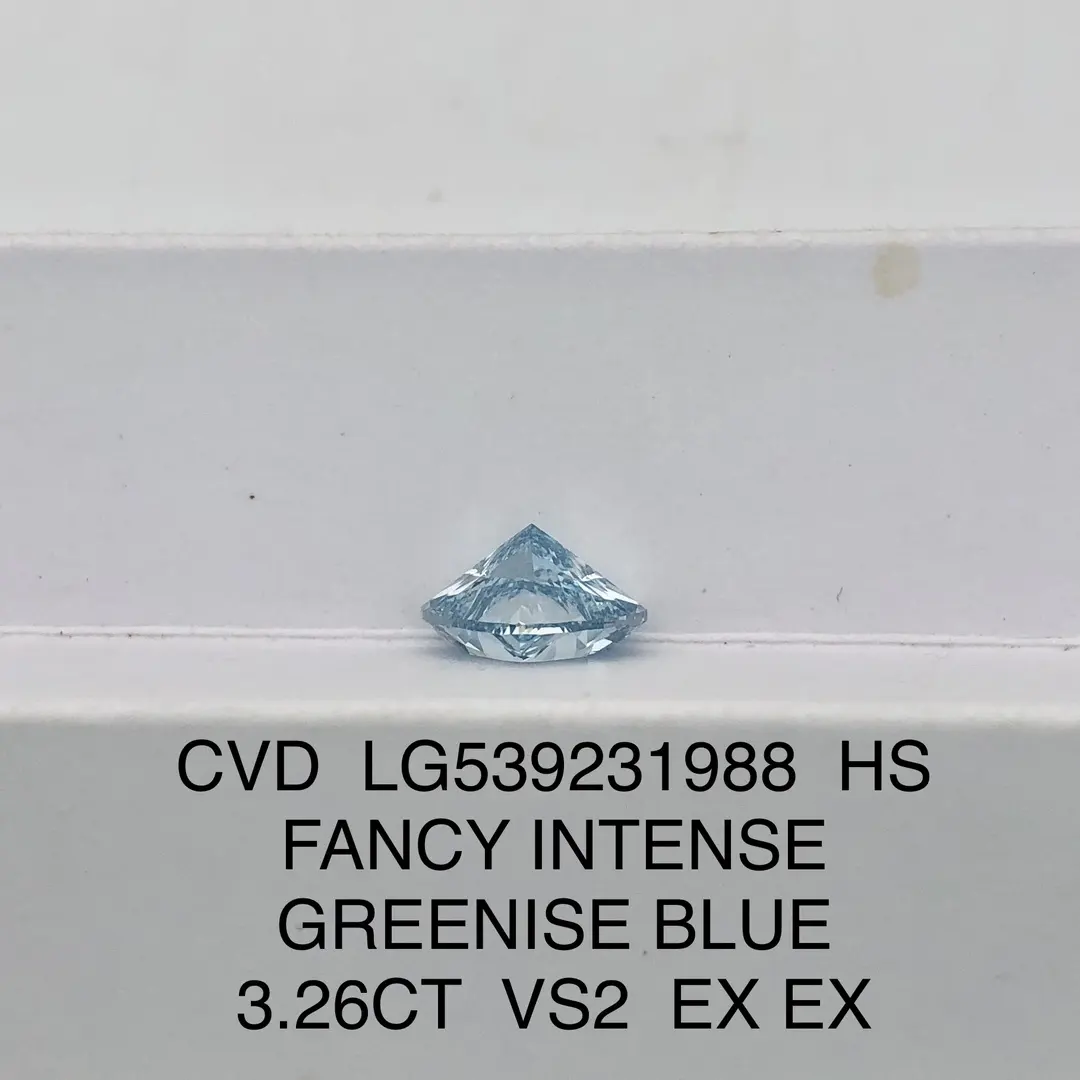 CVD LG539231988 HS
FANCY INTENSE
GREENISE BLUE
3.26CT VS2 EX EX